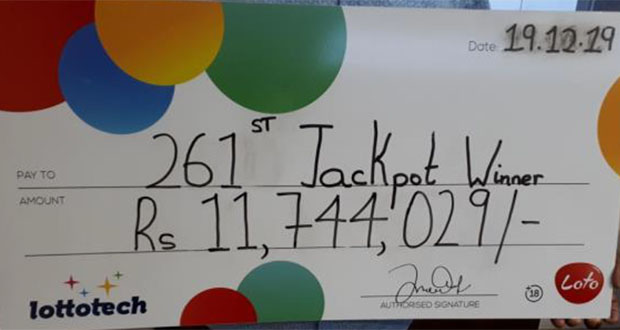 Date: 19.12.19
PAY TO 261ST Jackpot Winner
AMOUNT Rs 11,744,029/-
AUTHORISED SIGNATURE
lottotech
+18
Loto